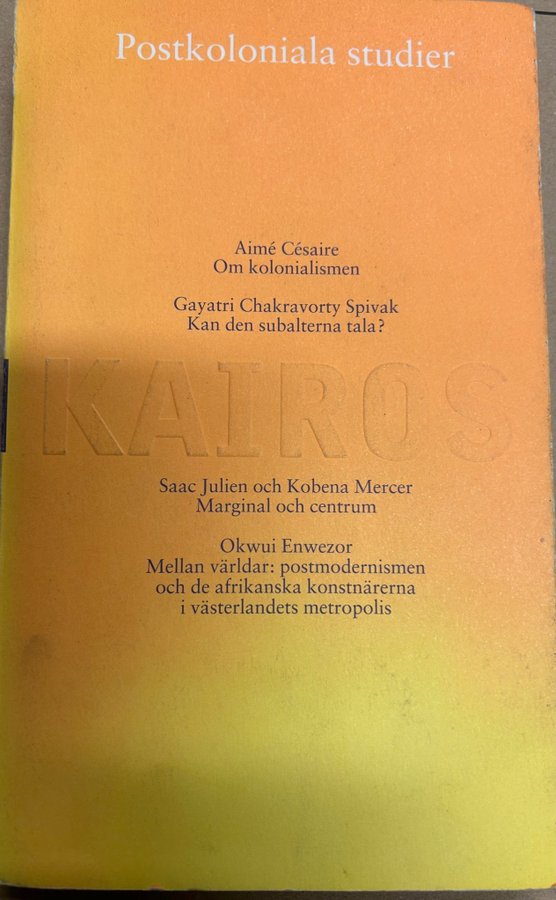 Postkoloniala studier
Aimé Césaire
Om kolonialismen
Gayatri Chakravorty Spivak
Kan den subalterna tala?
KAIROS
Saac Julien och Kobena Mercer
Marginal och centrum
Okwui Enwezor
Mellan världar: postmodernismen
och de afrikanska konstnärerna
i västerlandets metropolis